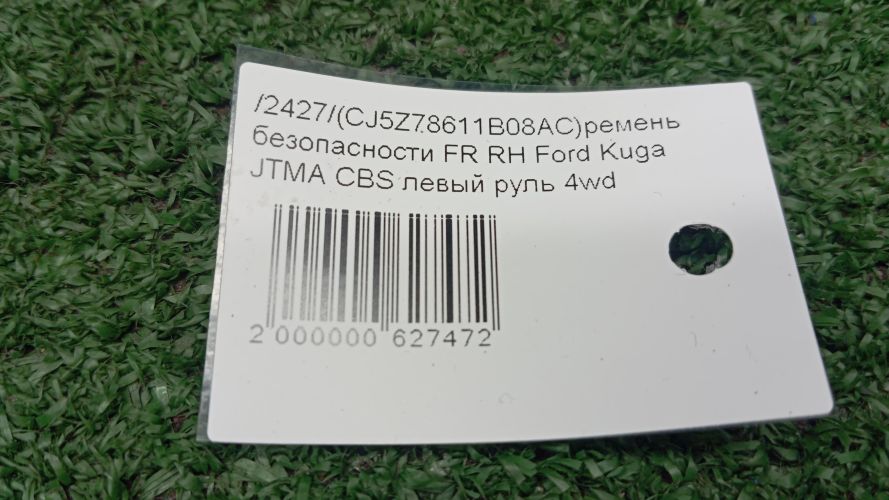 /2427/(CJ5Z78611B08AC)ремень
безопасности FR RH Ford Kuga
JTMA CBS левый руль 4wd
2 000000 627472